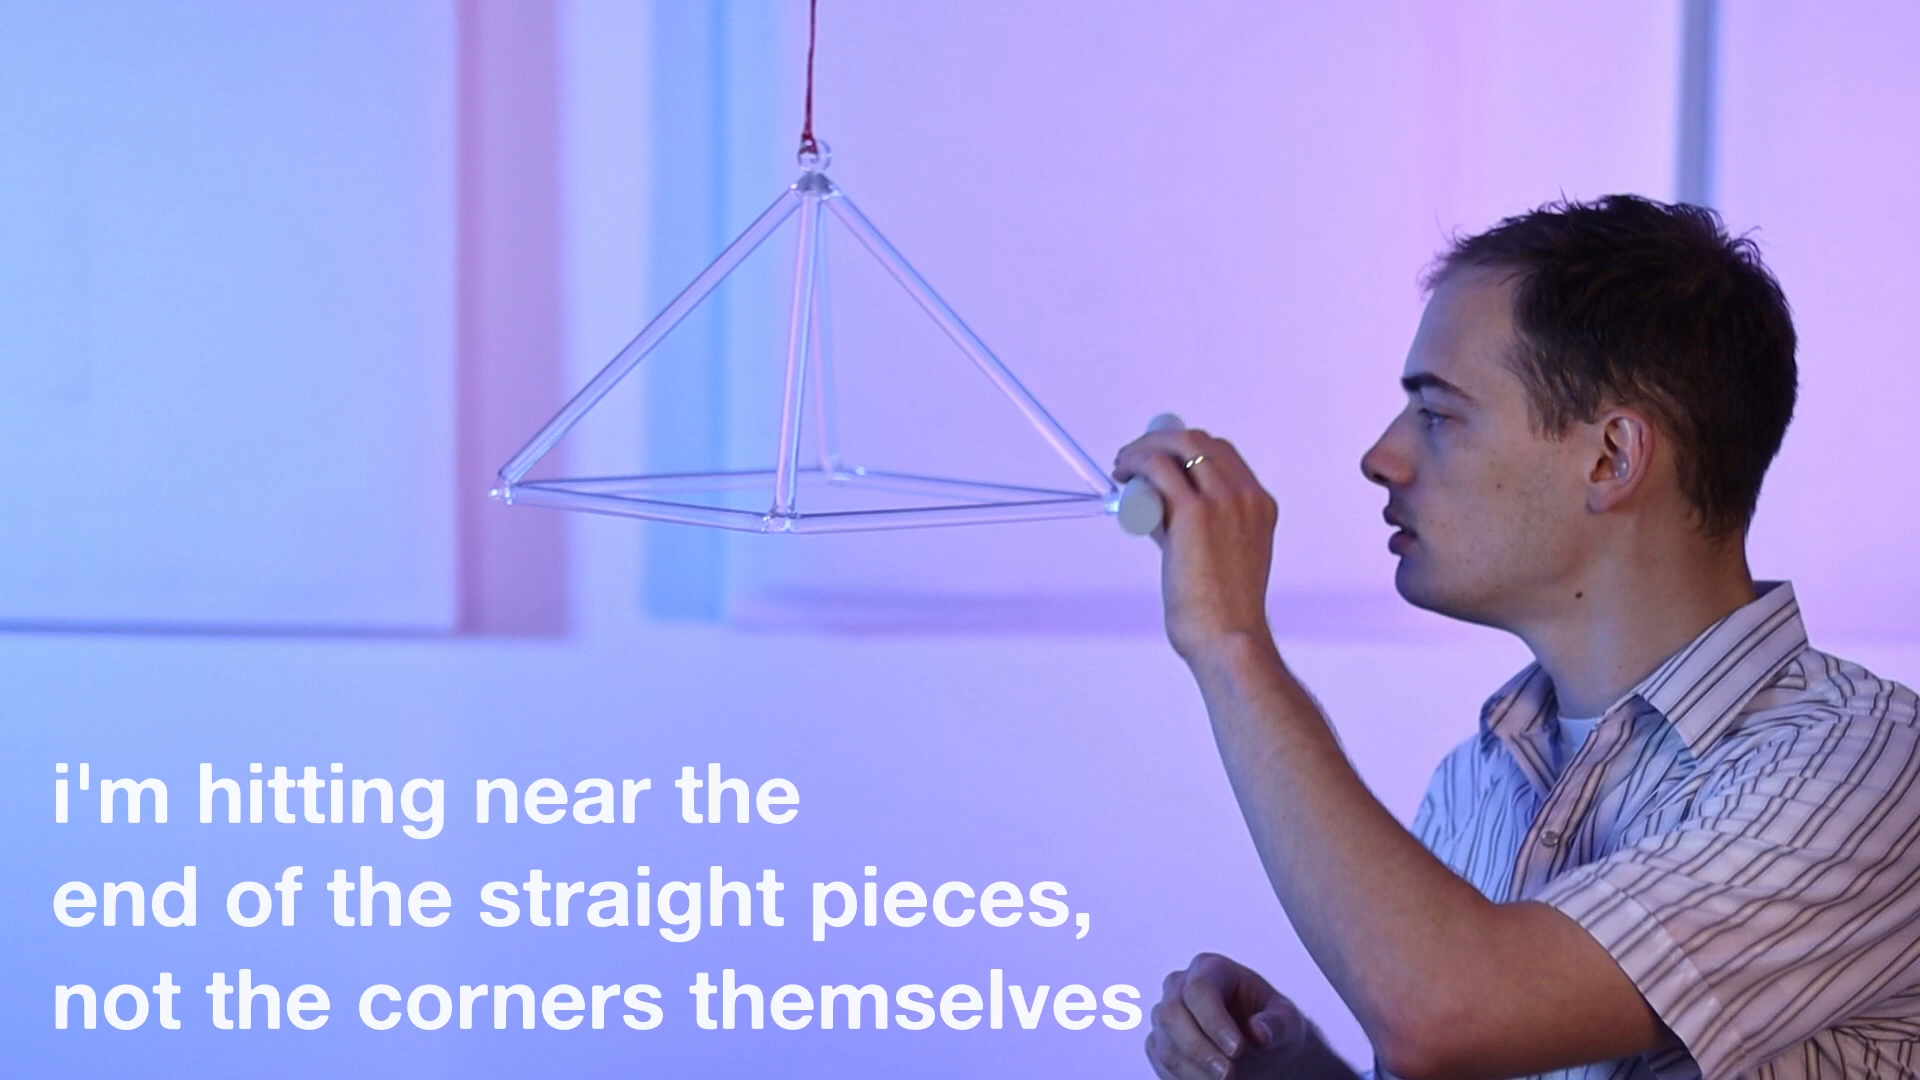 i'm hitting near the
end of the straight pieces,
not the corners themselves